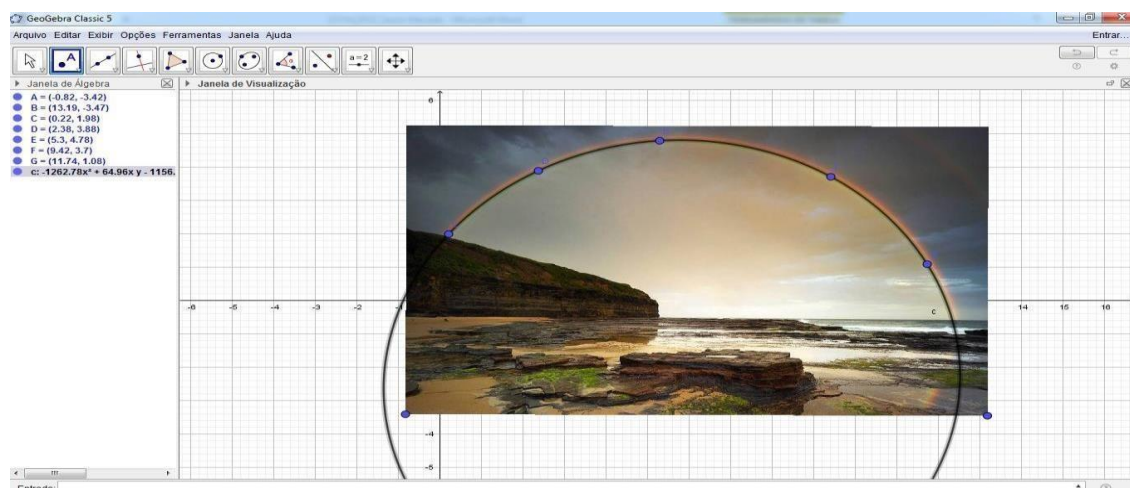 GeoGebra Classic 5
Arquivo Editar Exibir Opções Ferramentas Janela Ajuda
Entrar...
A
a=2
Janela de Álgebra
Janela de Visualização
A = (-0.82, -3.42)
B = (13.19, -3.47)
C = (0.22, 1.98)
D = (2.38, 3.88)
E = (5.3, 4.78)
F = (9.42, 3.7)
G = (11.74, 1.08)
c: -1262.78x² + 64.96x y - 1156.
6
-6 -5 -4 -3 -2 -1 14 15 16
c
-4
-5
Entrada: